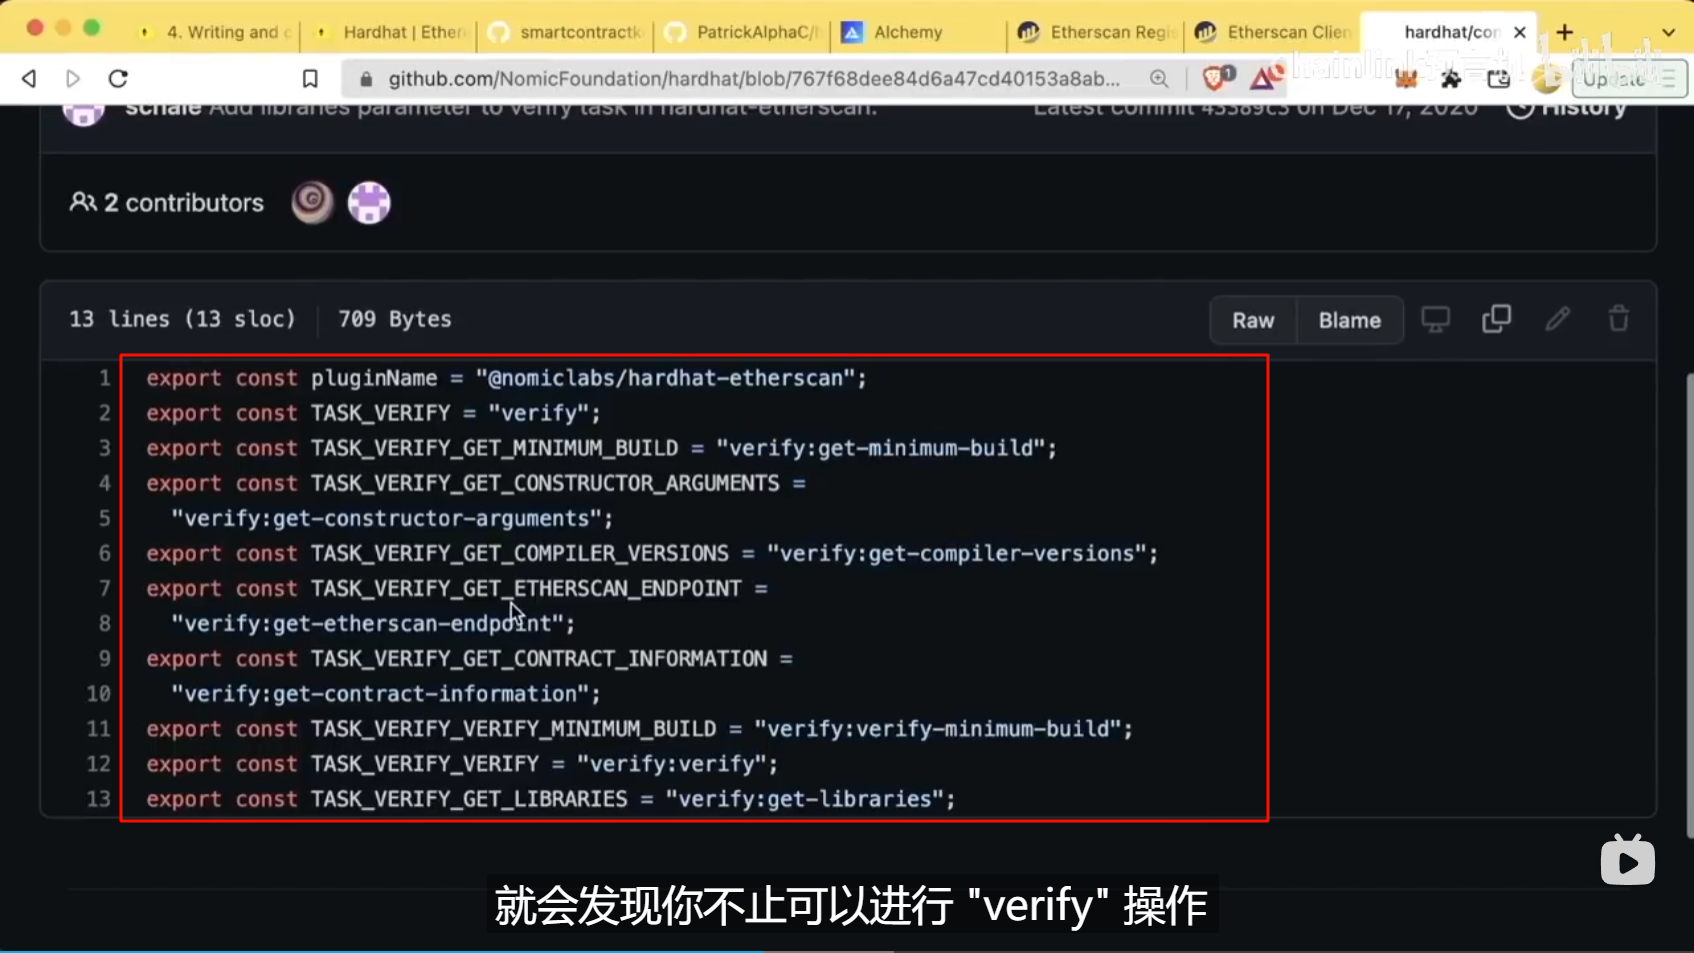 4. Writing and
Hardhat | Ether
smartcontractk
PatrickAlphaC/
Alchemy
Etherscan Regi
Etherscan Clien
hardhat/con
github.com/NomicFoundation/hardhat/blob/767f68dee84d6a47cd40153a8ab...
1
Update
schale Add libraries parameter to verify task in hardhat-etherscan.
Latest commit 43389c3 on Dec 17, 2020
History
2 contributors
13 lines (13 sloc)
709 Bytes
Raw
Blame
1 export const pluginName = "@nomiclabs/hardhat-etherscan";
2 export const TASK_VERIFY = "verify";
3 export const TASK_VERIFY_GET_MINIMUM_BUILD = "verify:get-minimum-build";
4 export const TASK_VERIFY_GET_CONSTRUCTOR_ARGUMENTS =
5 "verify:get-constructor-arguments";
6 export const TASK_VERIFY_GET_COMPILER_VERSIONS = "verify:get-compiler-versions";
7 export const TASK_VERIFY_GET_ETHERSCAN_ENDPOINT =
8 "verify:get-etherscan-endpoint";
9 export const TASK_VERIFY_GET_CONTRACT_INFORMATION =
10 "verify:get-contract-information";
11 export const TASK_VERIFY_VERIFY_MINIMUM_BUILD = "verify:verify-minimum-build";
12 export const TASK_VERIFY_VERIFY = "verify:verify";
13 export const TASK_VERIFY_GET_LIBRARIES = "verify:get-libraries";
就会发现你不止可以进行 "verify" 操作